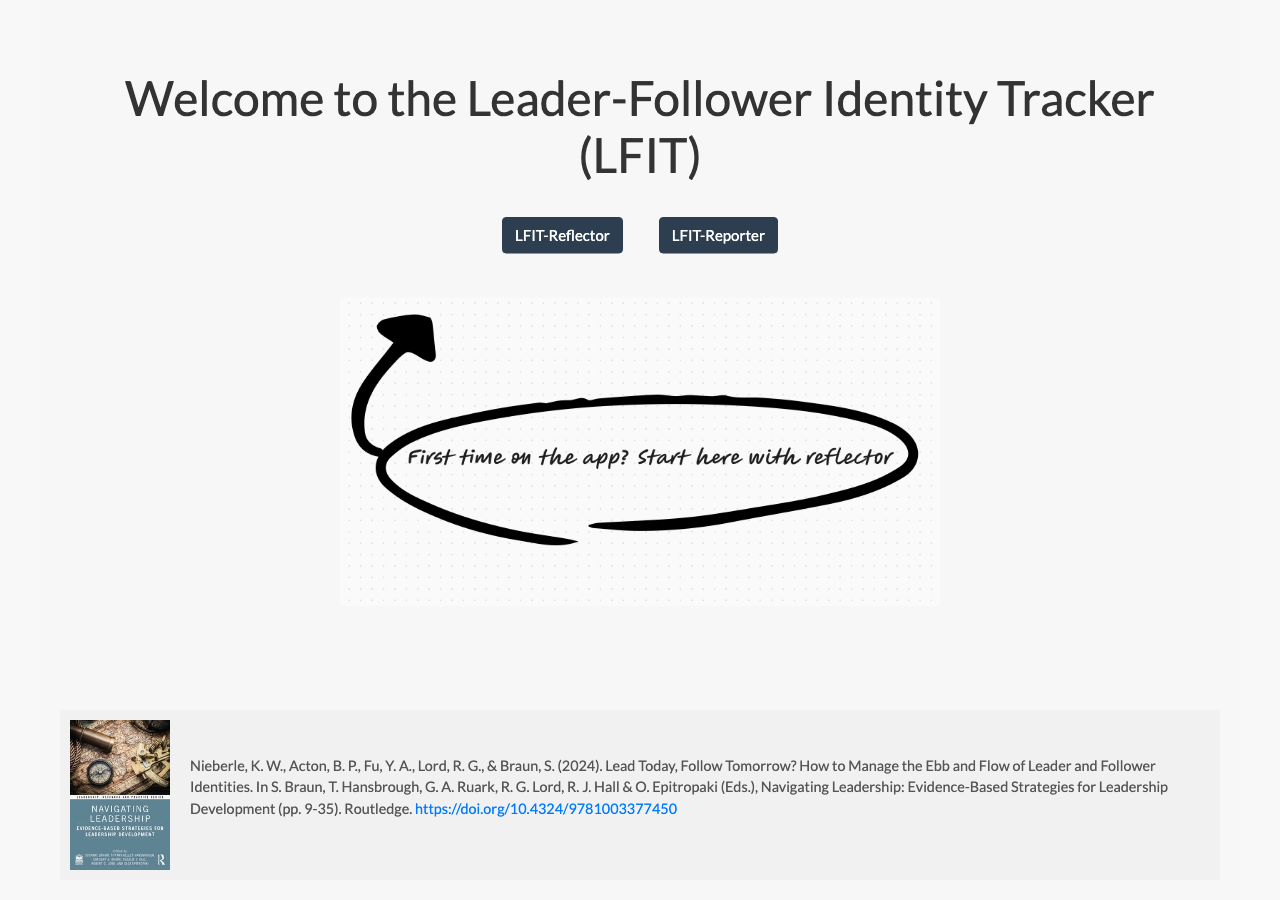 Welcome to the Leader-Follower Identity Tracker
(LFIT)
LFIT-Reflector
LFIT-Reporter
First time on the app? Start here with reflector
Nieberle, K. W., Acton, B. P., Fu, Y. A., Lord, R. G., & Braun, S. (2024). Lead Today, Follow Tomorrow? How to Manage the Ebb and Flow of Leader and Follower
Identities. In S. Braun, T. Hansbrough, G. A. Ruark, R. G. Lord, R. J. Hall & O. Epitropaki (Eds.), Navigating Leadership: Evidence-Based Strategies for Leadership
Development (pp. 9-35). Routledge. https://doi.org/10.4324/9781003377450
NAVIGATING
LEADERSHIP
EVIDENCE-BASED STRATEGIES FOR
LEADERSHIP DEVELOPMENT